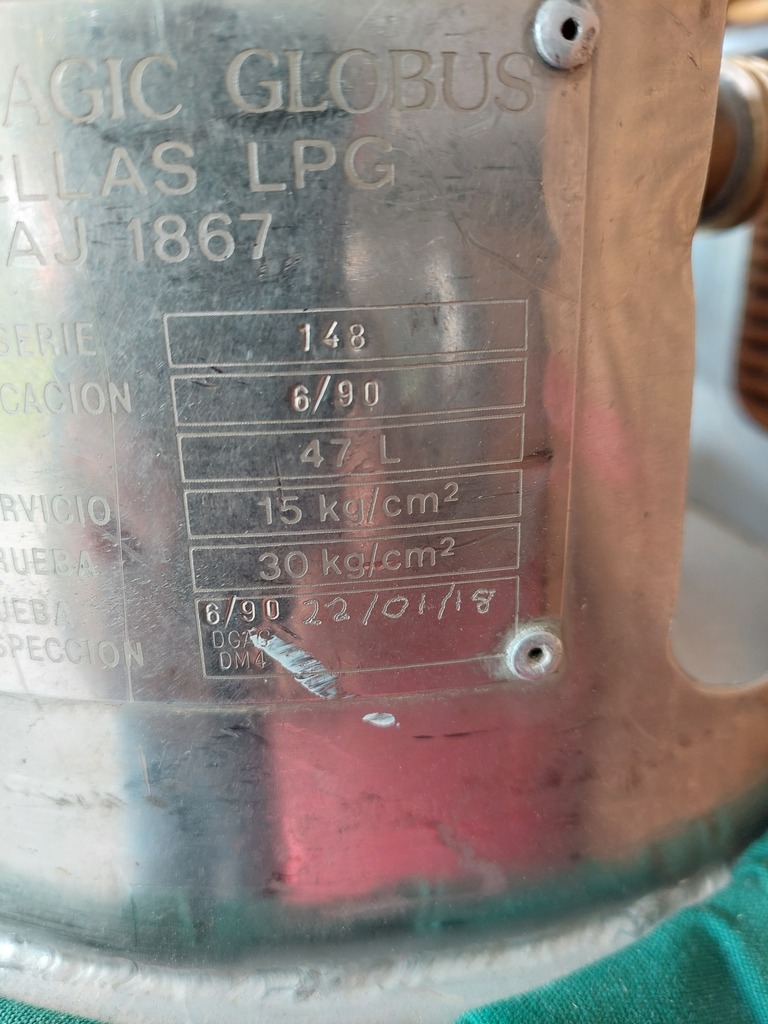 AGIC GLOBUS
ELLAS LPG
AJ 1867
SERIE 148
CACION 6/90
47 L
RVICIO 15 kg/cm²
RUEBA 30 kg/cm²
UEBA 6/90 22/01/18
SPECCION DGAS
DM4